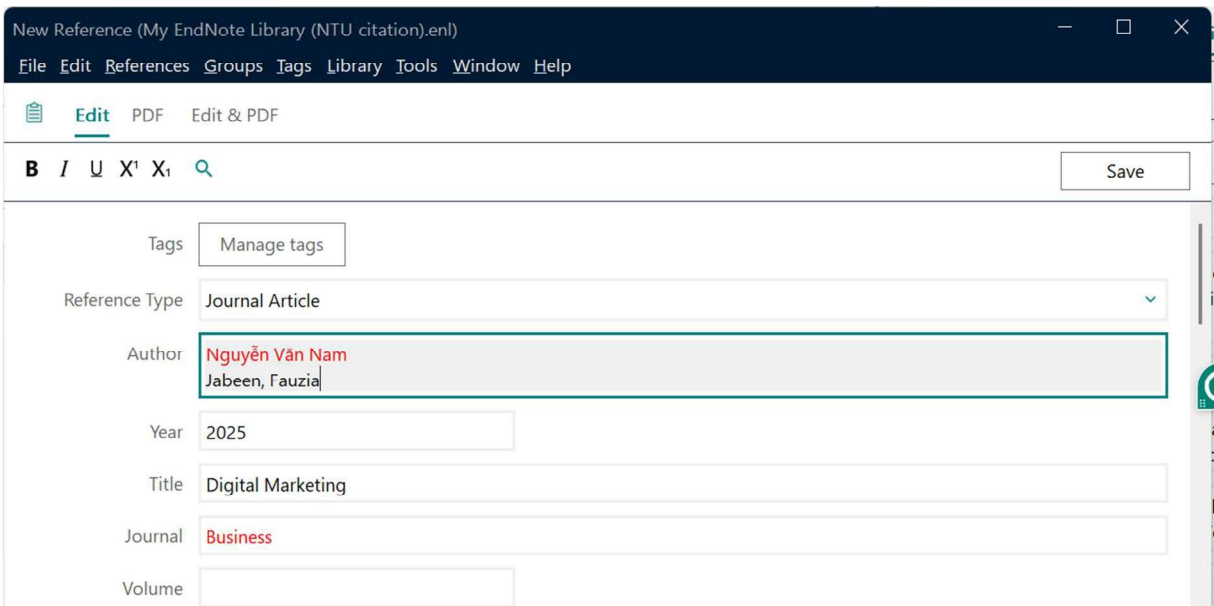 New Reference (My EndNote Library (NTU citation).enl)
File Edit References Groups Tags Library Tools Window Help
Edit PDF Edit & PDF
B I U X¹ X₁ Save
Tags Manage tags
Reference Type Journal Article
Author Nguyễn Văn Nam
Jabeen, Fauzia
Year 2025
Title Digital Marketing
Journal Business
Volume